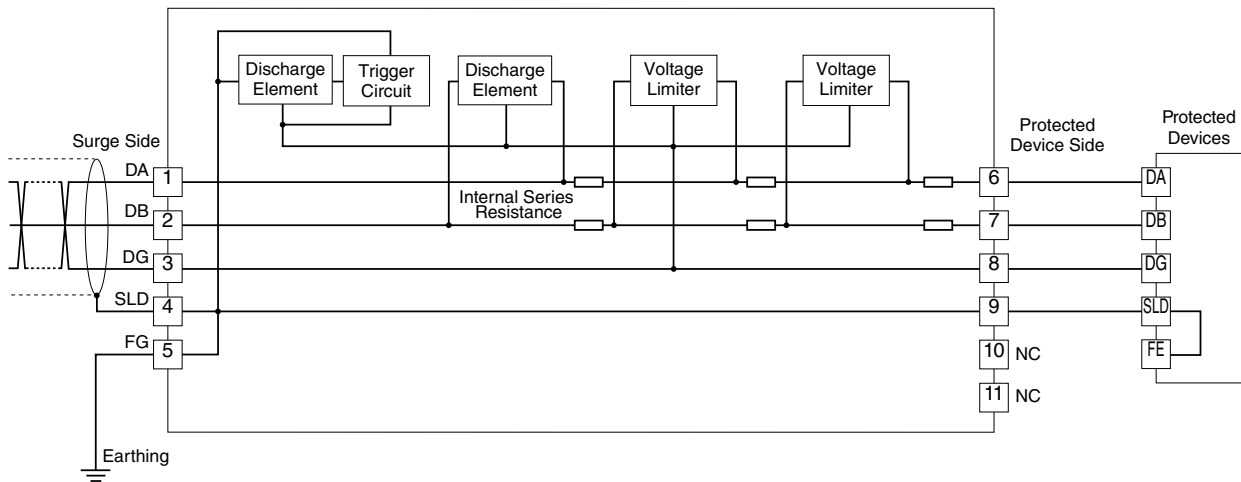 Discharge
Element
Trigger
Circuit
Discharge
Element
Voltage
Limiter
Voltage
Limiter
Surge Side
Protected
Device Side
Protected
Devices
DA
1
6
DA
Internal Series
Resistance
DB
2
7
DB
DG
3
8
DG
SLD
4
9
SLD
FG
5
10
NC
FE
11
NC
Earthing